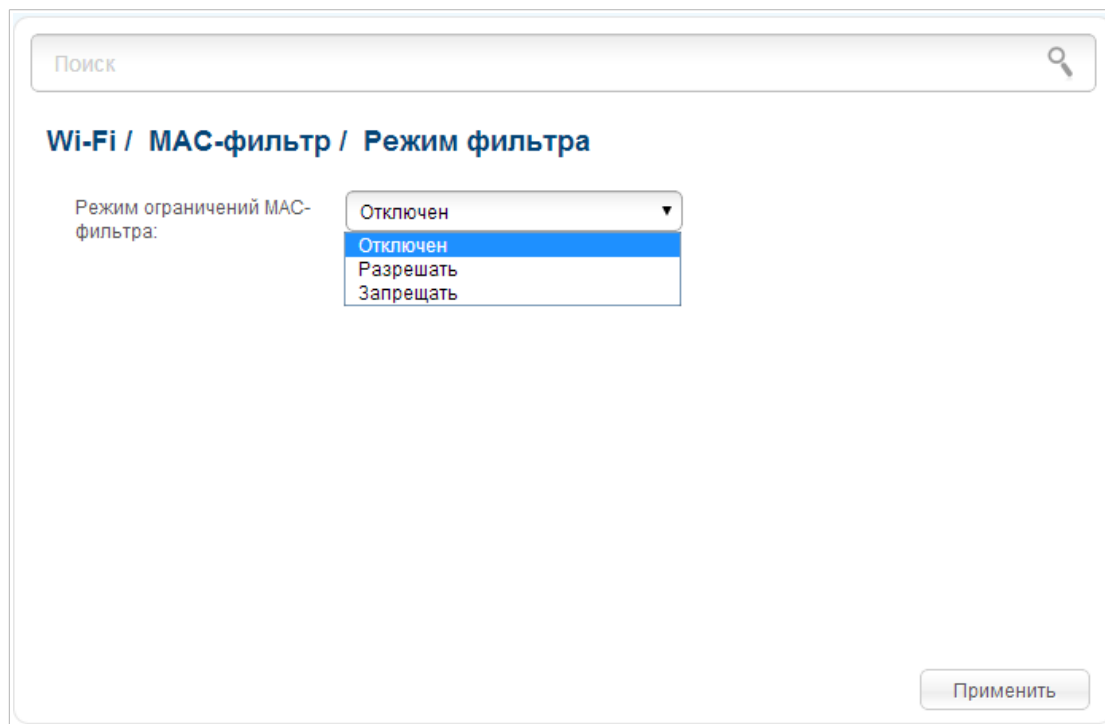 Поиск
Wi-Fi / MAC-фильтр / Режим фильтра
Режим ограничений MAC-
фильтра:
Отключен
Отключен
Разрешать
Запрещать
Применить